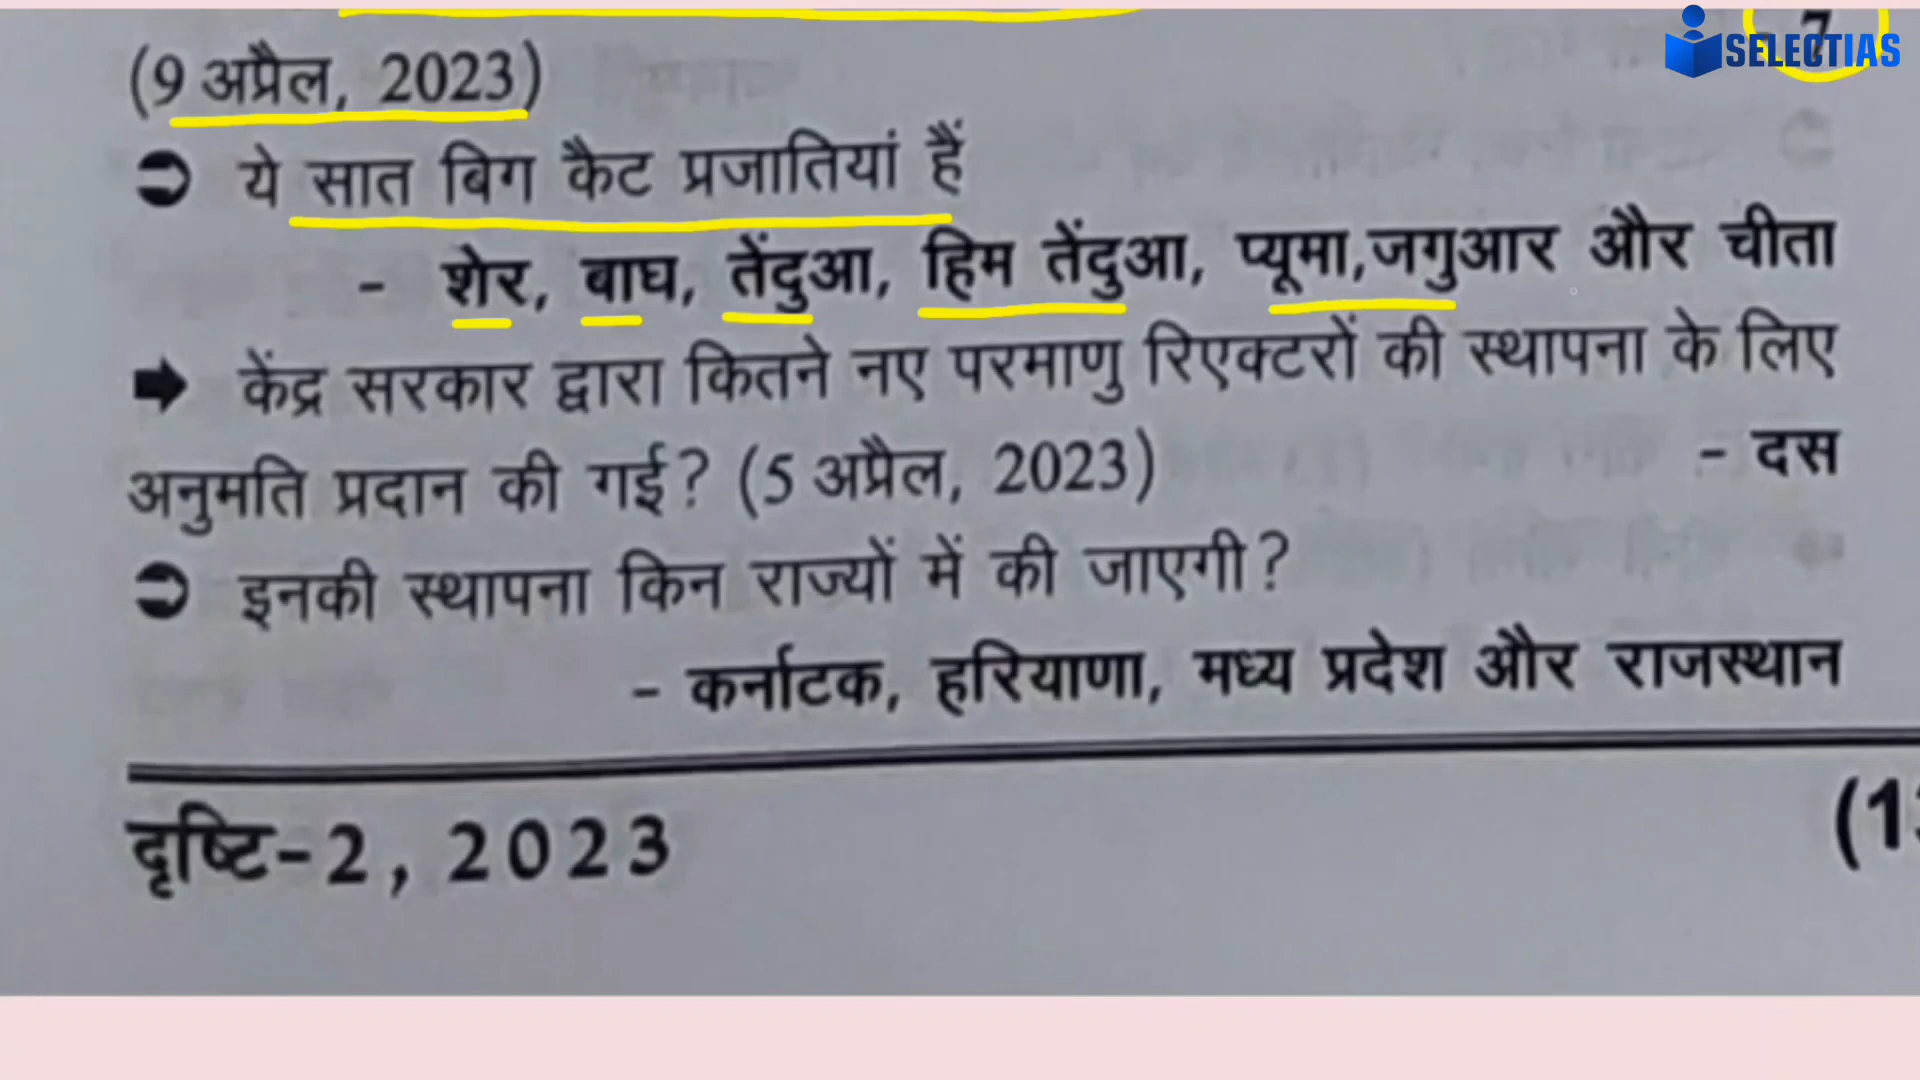 7
SELECTIAS
(9 अप्रैल, 2023)
➲ ये सात बिग कैट प्रजातियां हैं
- शेर, बाघ, तेंदुआ, हिम तेंदुआ, प्यूमा,जगुआर और चीता
➡ केंद्र सरकार द्वारा कितने नए परमाणु रिएक्टरों की स्थापना के लिए
अनुमति प्रदान की गई? (5 अप्रैल, 2023) - दस
➲ इनकी स्थापना किन राज्यों में की जाएगी?
- कर्नाटक, हरियाणा, मध्य प्रदेश और राजस्थान
दृष्टि-2, 2023